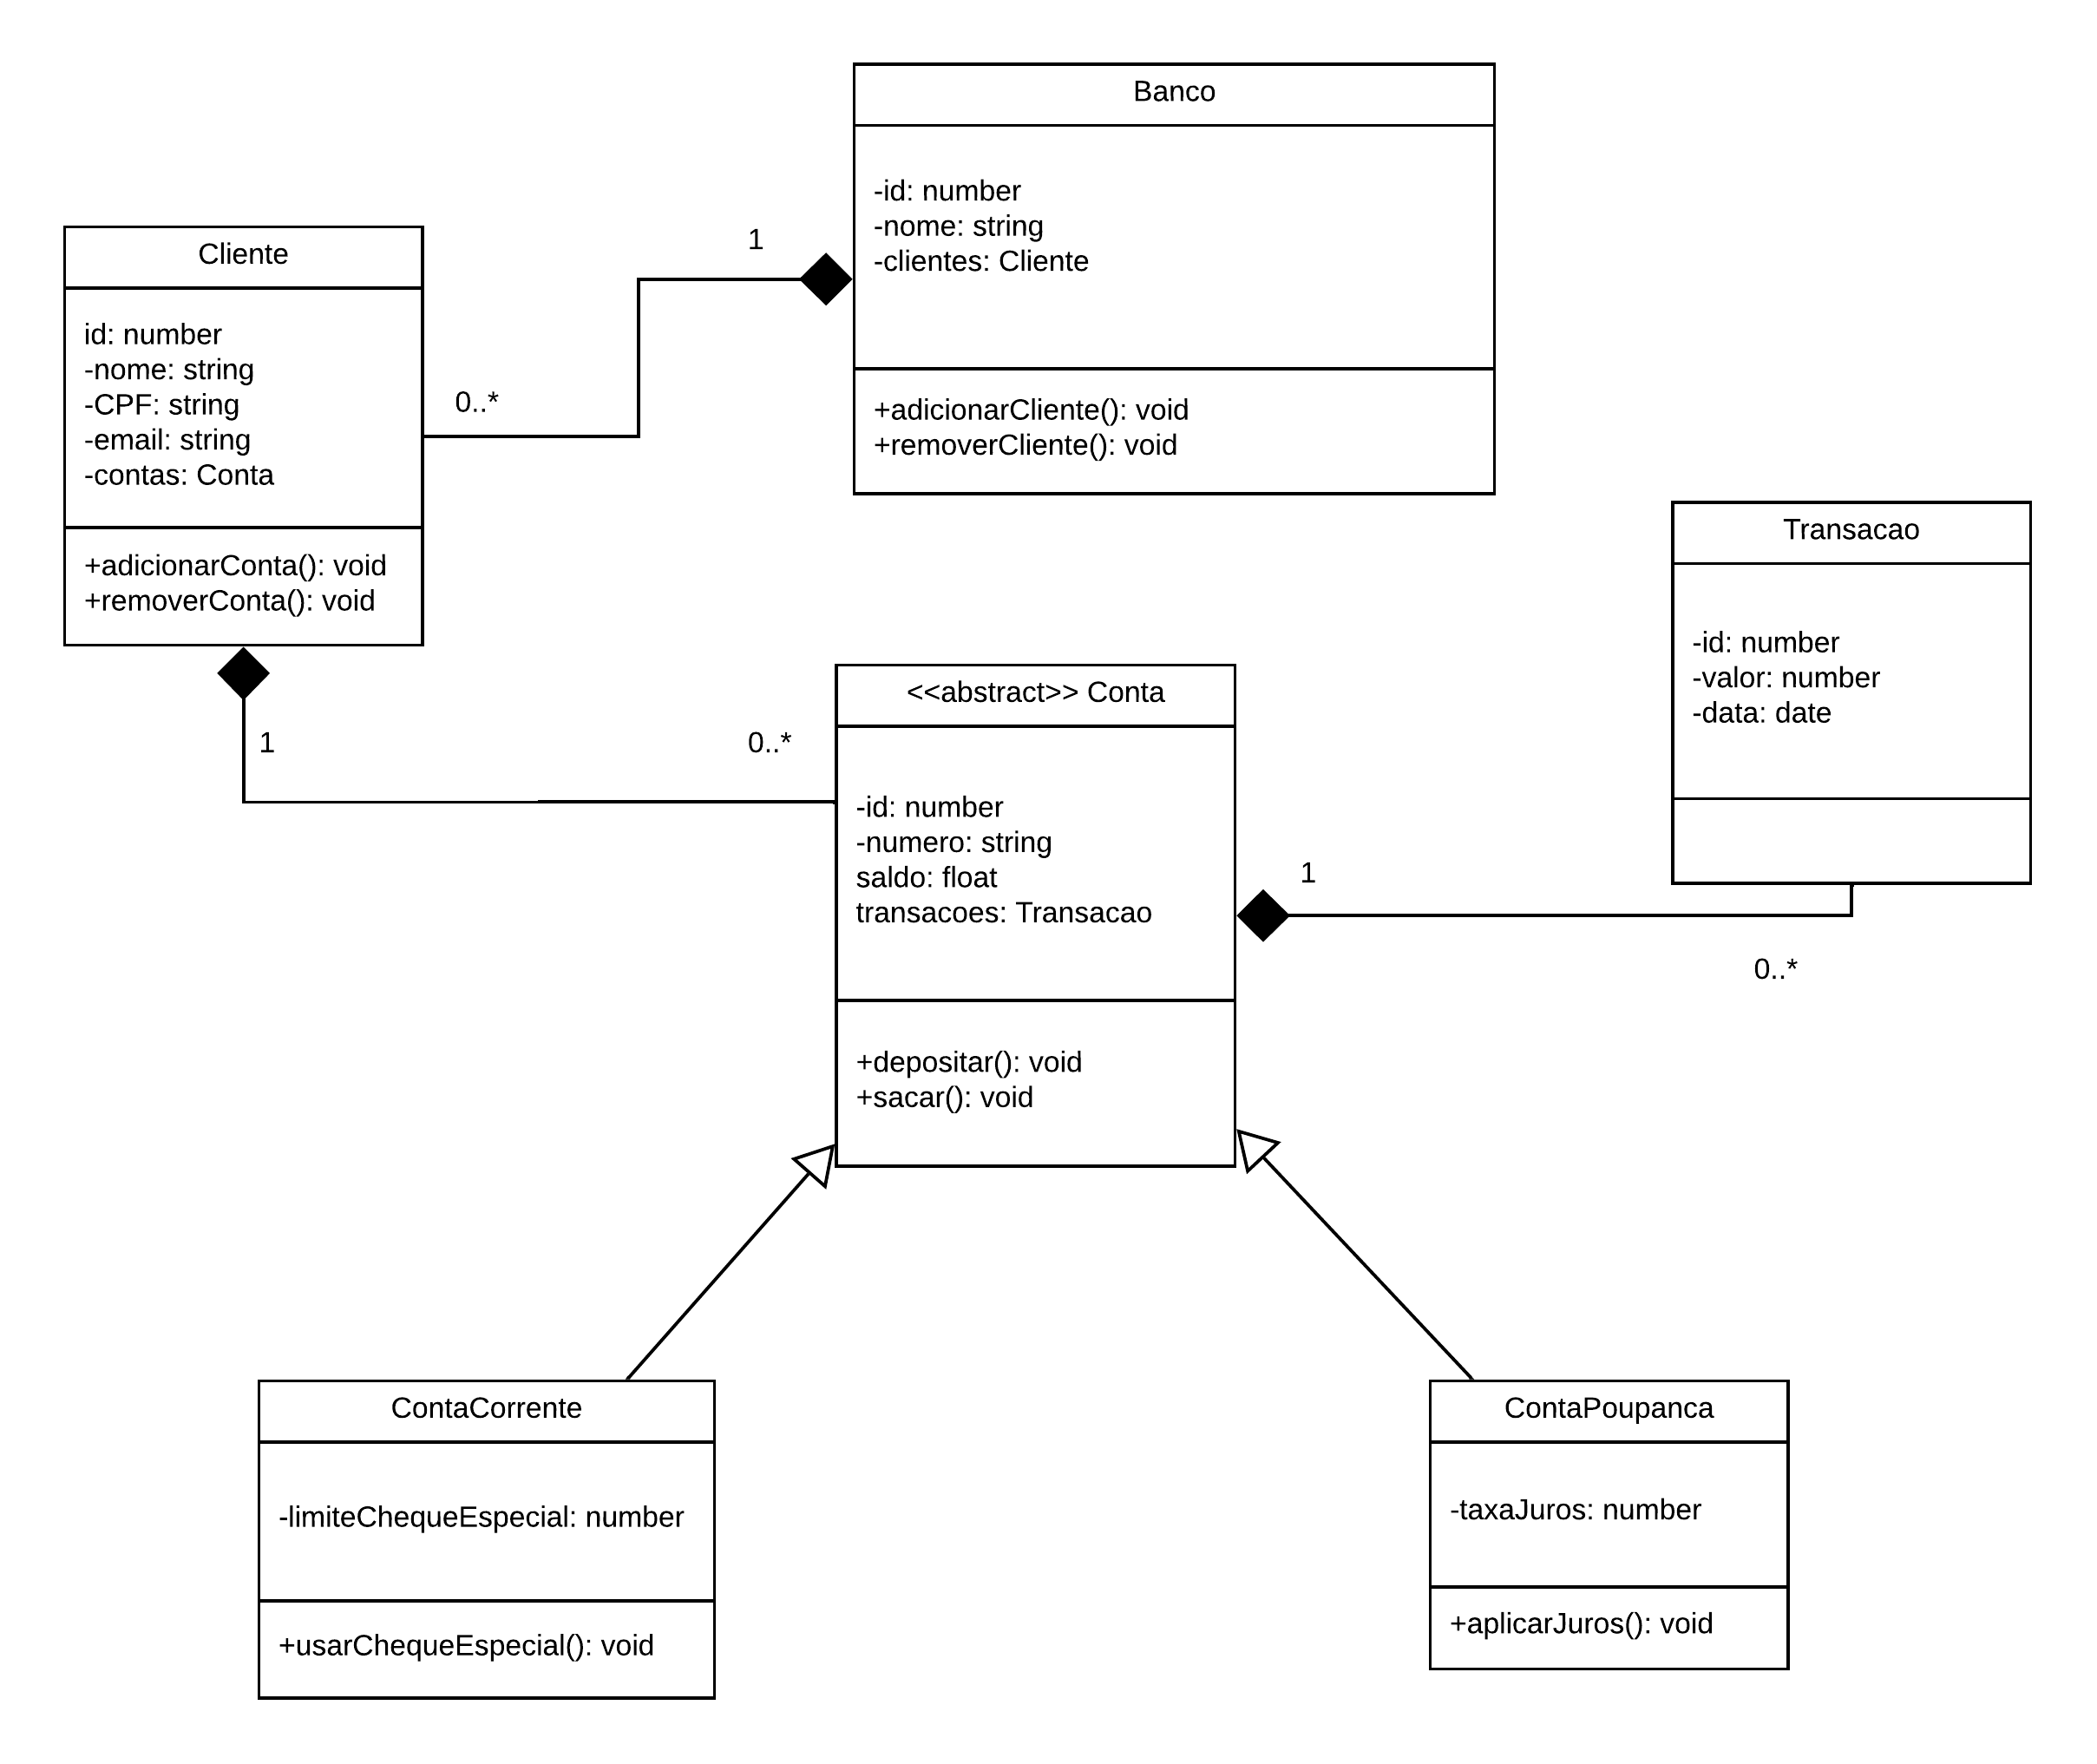 Banco
-id: number
-nome: string
-clientes: Cliente
+adicionarCliente(): void
+removerCliente(): void
1
0..*
Cliente
id: number
-nome: string
-CPF: string
-email: string
-contas: Conta
+adicionarConta(): void
+removerConta(): void
1
0..*
Transacao
-id: number
-valor: number
-data: date
<<abstract>> Conta
-id: number
-numero: string
saldo: float
transacoes: Transacao
+depositar(): void
+sacar(): void
1
0..*
ContaCorrente
-limiteChequeEspecial: number
+usarChequeEspecial(): void
ContaPoupanca
-taxaJuros: number
+aplicarJuros(): void